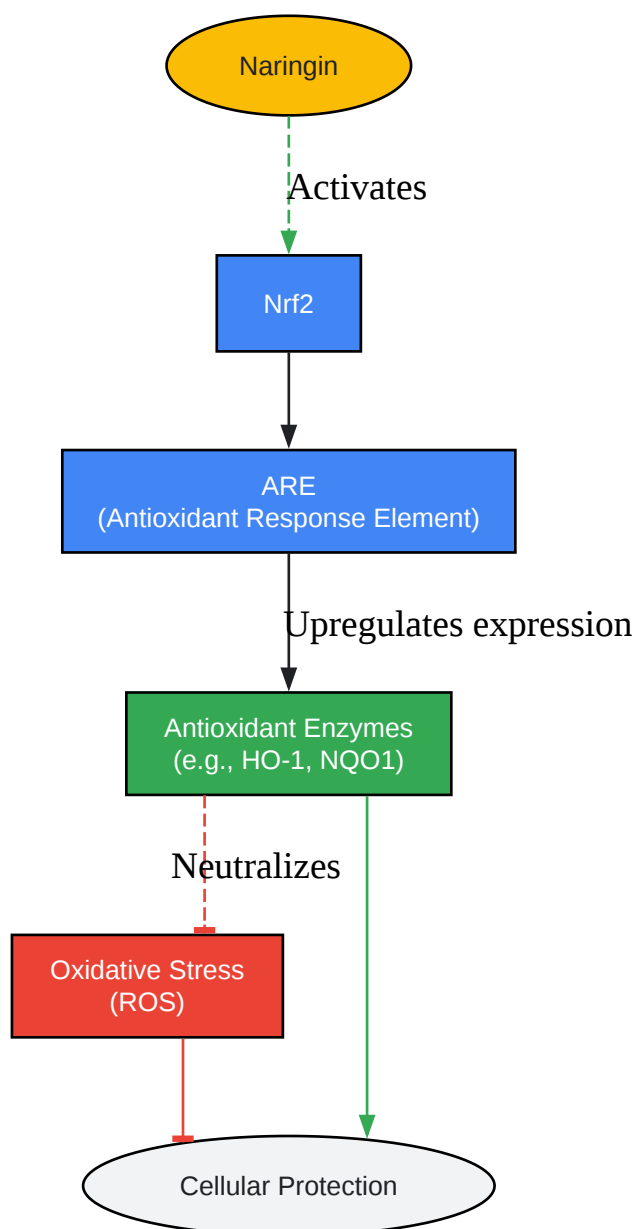 Naringin
Activates
Nrf2
ARE
(Antioxidant Response Element)
Upregulates expression
Antioxidant Enzymes
(e.g., HO-1, NQO1)
Neutralizes
Oxidative Stress
(ROS)
Cellular Protection